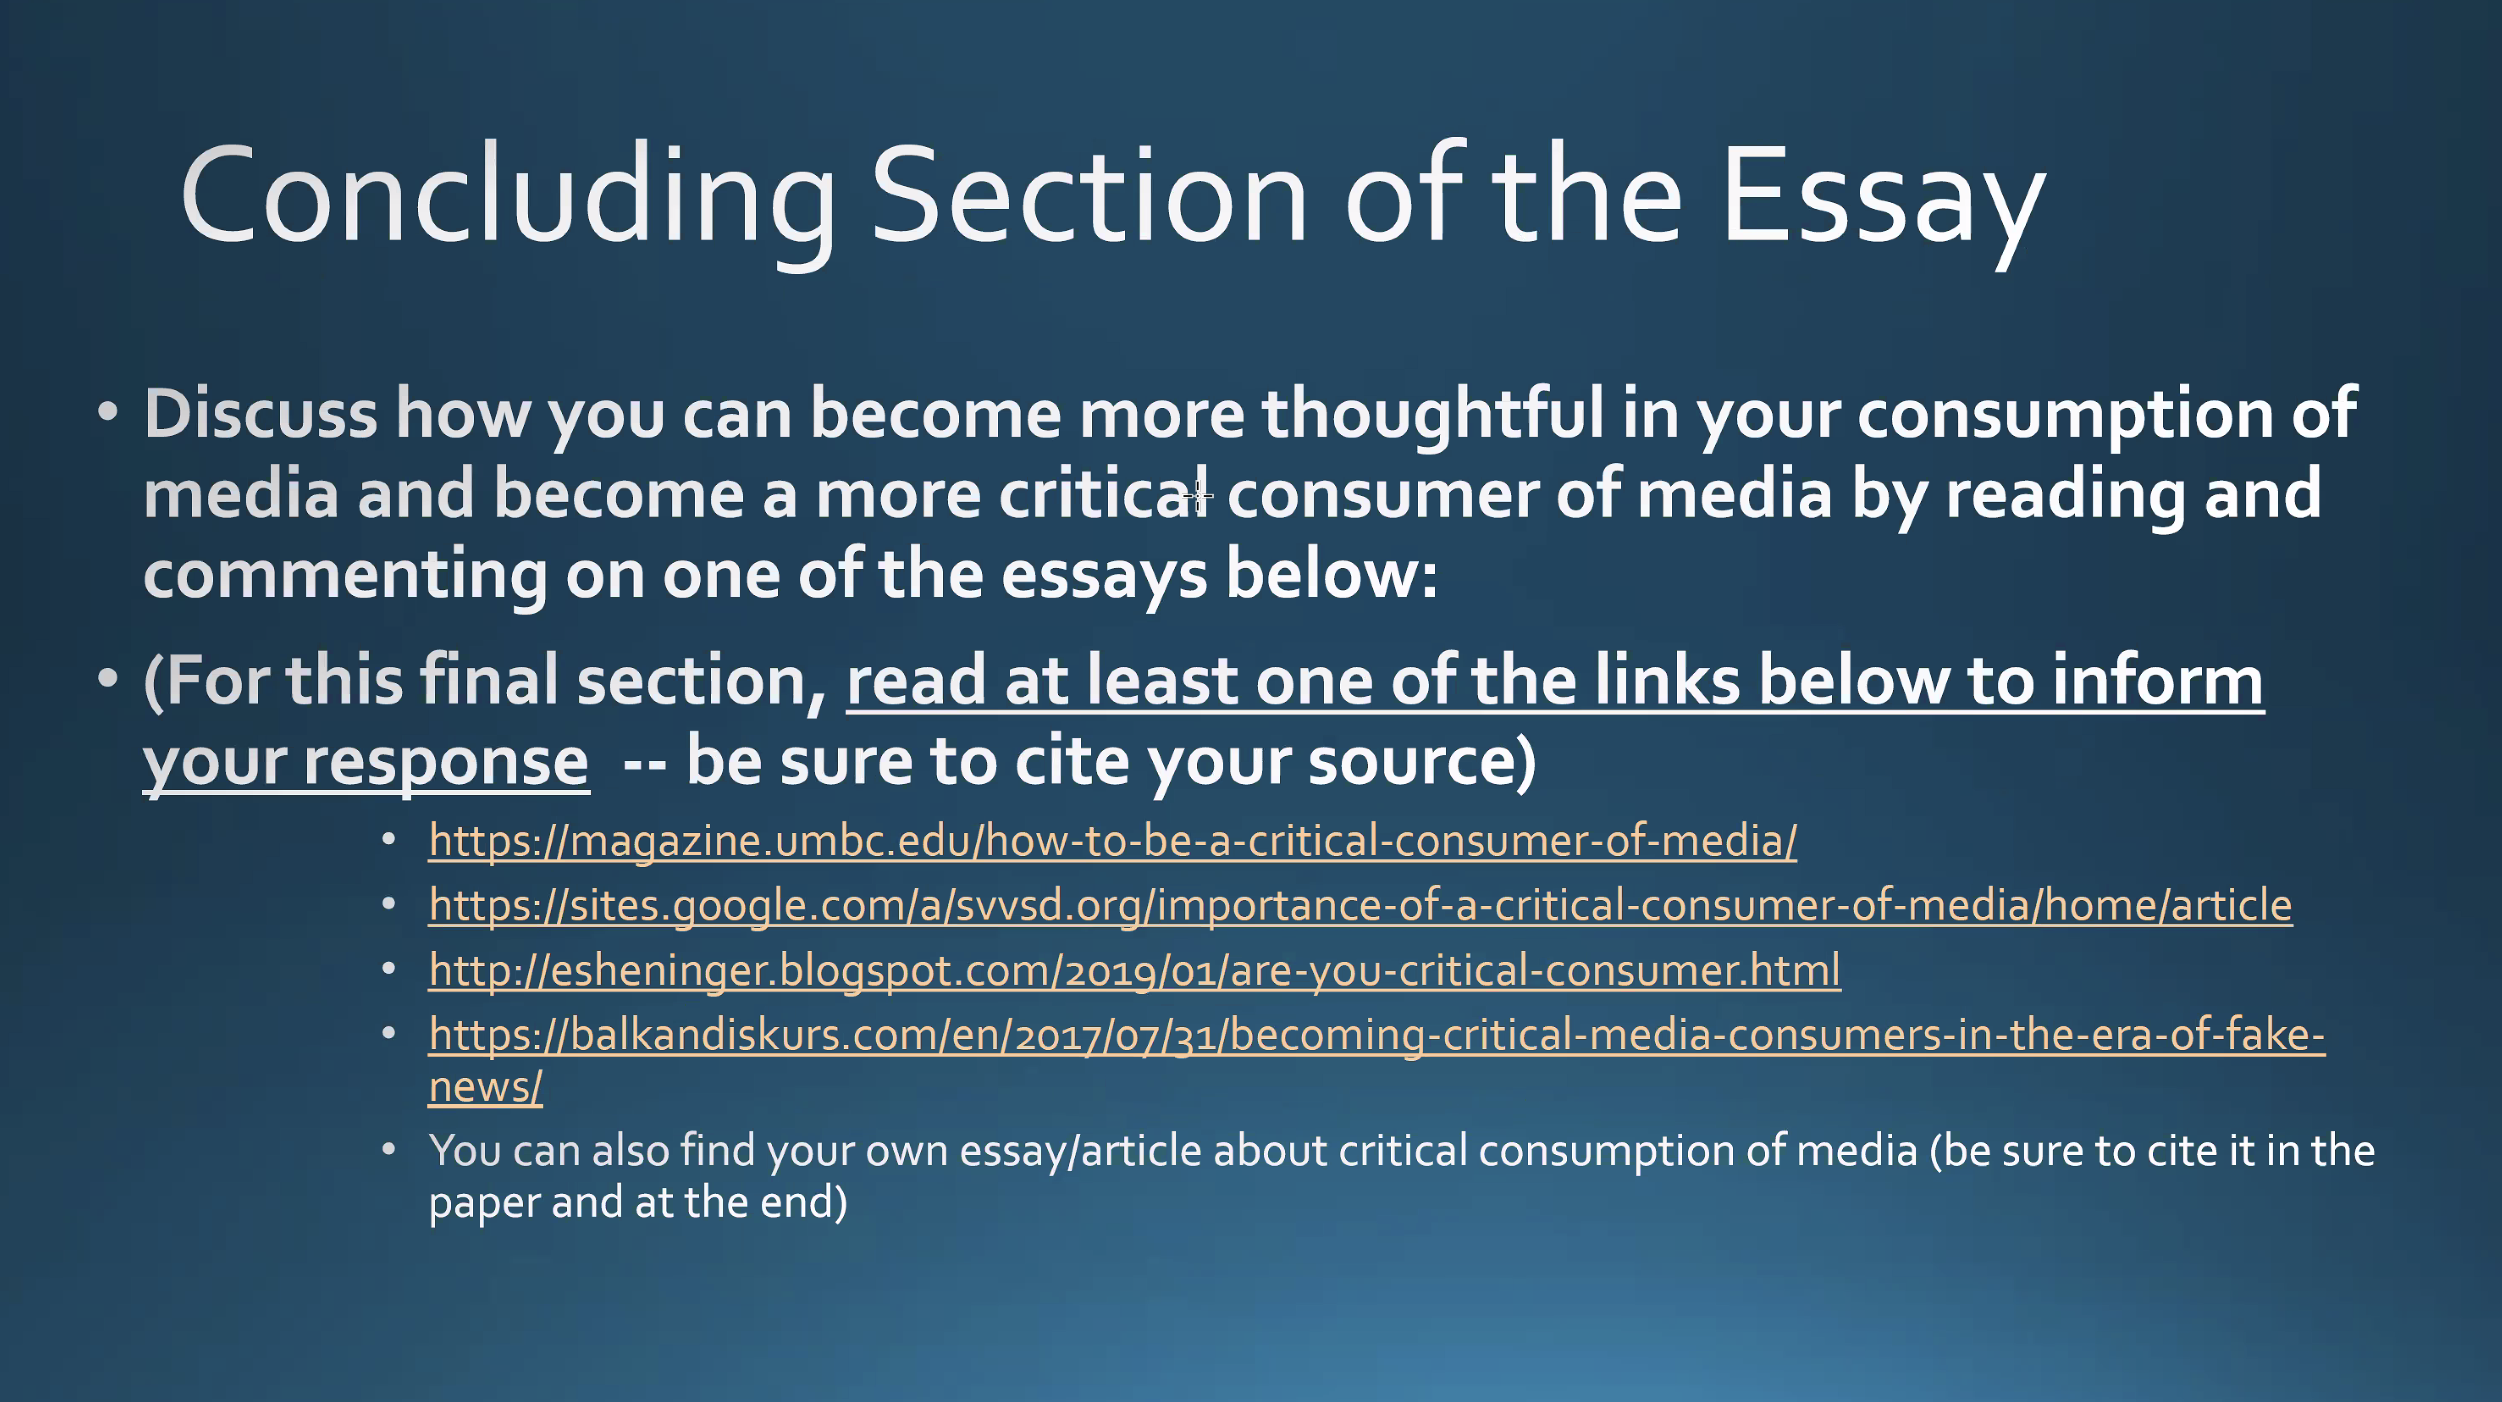 Concluding Section of the Essay
• Discuss how you can become more thoughtful in your consumption of
media and become a more critical consumer of media by reading and
commenting on one of the essays below:
• (For this final section, read at least one of the links below to inform
your response -- be sure to cite your source)
• https://magazine.umbc.edu/how-to-be-a-critical-consumer-of-media/
• https://sites.google.com/a/svvsd.org/importance-of-a-critical-consumer-of-media/home/article
• http://esheninger.blogspot.com/2019/01/are-you-critical-consumer.html
• https://balkandiskurs.com/en/2017/07/31/becoming-critical-media-consumers-in-the-era-of-fake-
news/
• You can also find your own essay/article about critical consumption of media (be sure to cite it in the
paper and at the end)